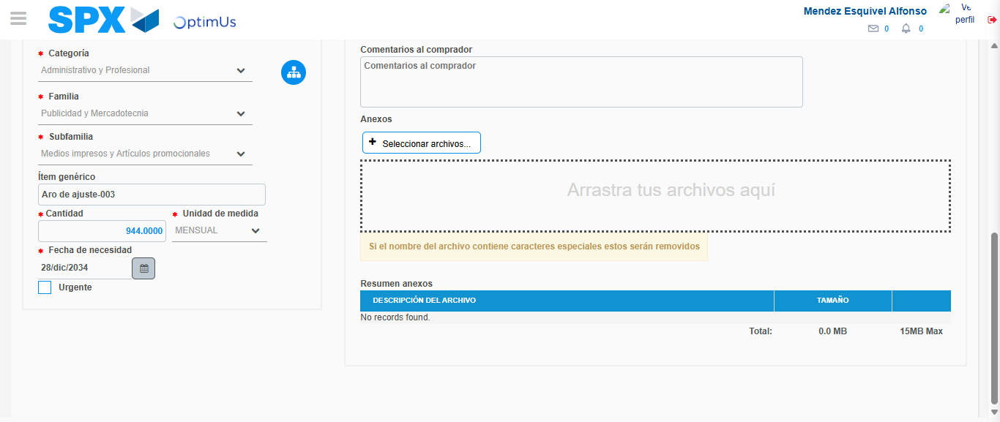 SPX
OptimUs
Mendez Esquivel Alfonso
Ve
perfil
0
0
* Categoría
Administrativo y Profesional
* Familia
Publicidad y Mercadotecnia
* Subfamilia
Medios impresos y Artículos promocionales
Ítem genérico
Aro de ajuste-003
* Cantidad
* Unidad de medida
944.0000
MENSUAL
* Fecha de necesidad
28/dic/2034
Urgente
Comentarios al comprador
Comentarios al comprador
Anexos
+ Seleccionar archivos...
Arrastra tus archivos aquí
Si el nombre del archivo contiene caracteres especiales estos serán removidos
Resumen anexos
DESCRIPCIÓN DEL ARCHIVO
TAMAÑO
No records found.
Total:
0.0 MB
15MB Max